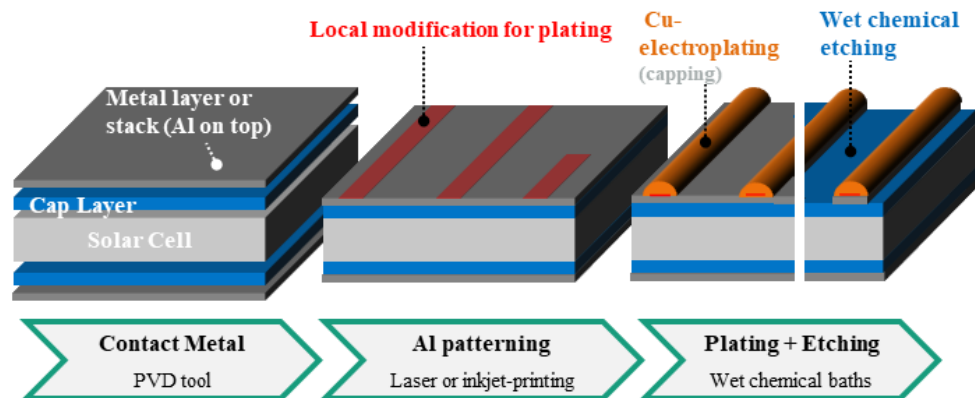 Local modification for plating
Cu-
electroplating
(capping)
Wet chemical
etching
Metal layer or
stack (Al on top)
Cap Layer
Solar Cell
Contact Metal
PVD tool
Al patterning
Laser or inkjet-printing
Plating + Etching
Wet chemical baths